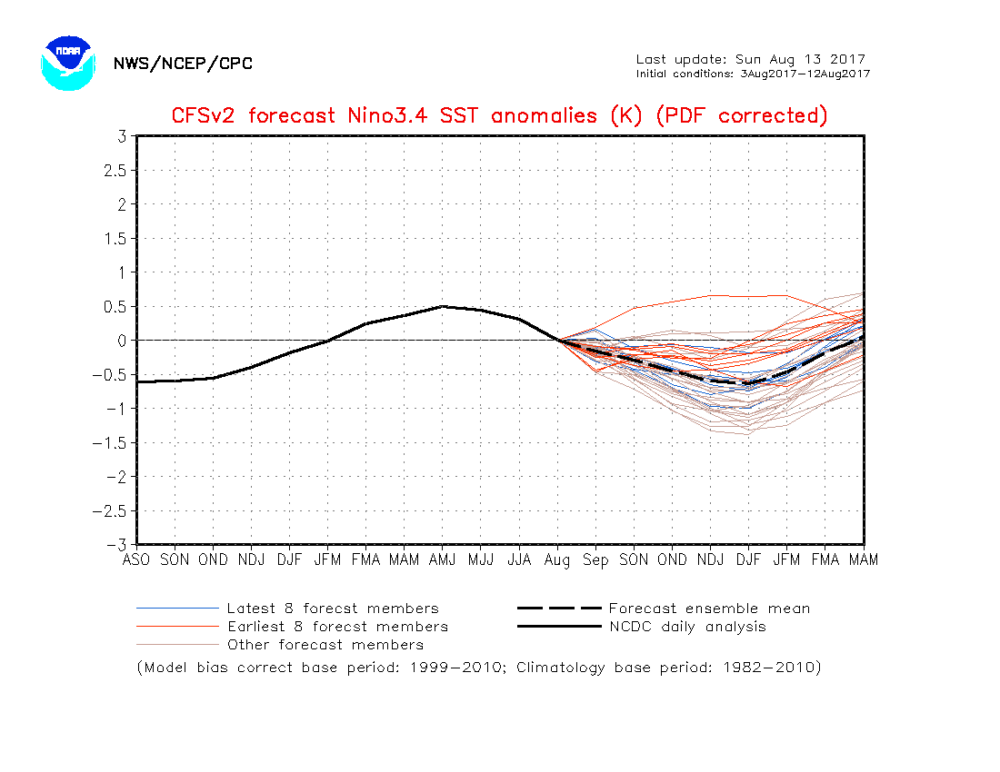 NOAA
NWS/NCEP/CPC
Last update: Sun Aug 13 2017
Initial conditions: 3Aug2017-12Aug2017
CFSv2 forecast Nino3.4 SST anomalies (K) (PDF corrected)
3
2.5
2
1.5
1
0.5
0
-0.5
-1
-1.5
-2
-2.5
-3
ASO SON OND NDJ DJF JFM FMA MAM AMJ MJJ JJA Aug Sep SON OND NDJ DJF JFM FMA MAM
Latest 8 forecst members
Earliest 8 forecst members
Other forecast members
Forecast ensemble mean
NCDC daily analysis
(Model bias correct base period: 1999-2010; Climatology base period: 1982-2010)